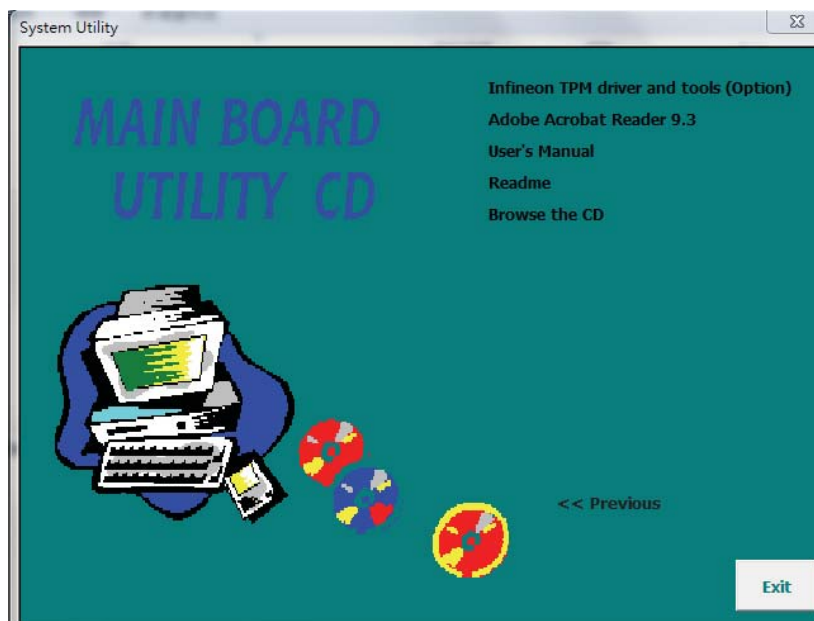 System Utility
MAIN BOARD
UTILITY CD
Infineon TPM driver and tools (Option)
Adobe Acrobat Reader 9.3
User's Manual
Readme
Browse the CD
<< Previous
Exit